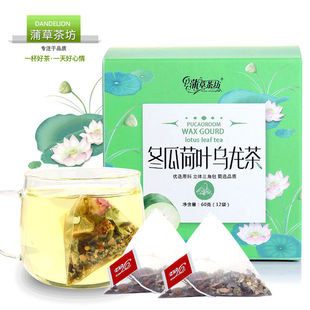 DANDELION
蒲草茶坊
专注于品质
一杯好茶·一天好心情
蒲草茶坊
PUCAOROOM
WAX GOURD
lotus leaf tea
冬瓜荷叶乌龙茶
优选原料 立体三角包 甄选品质
净含量：60克（12袋）